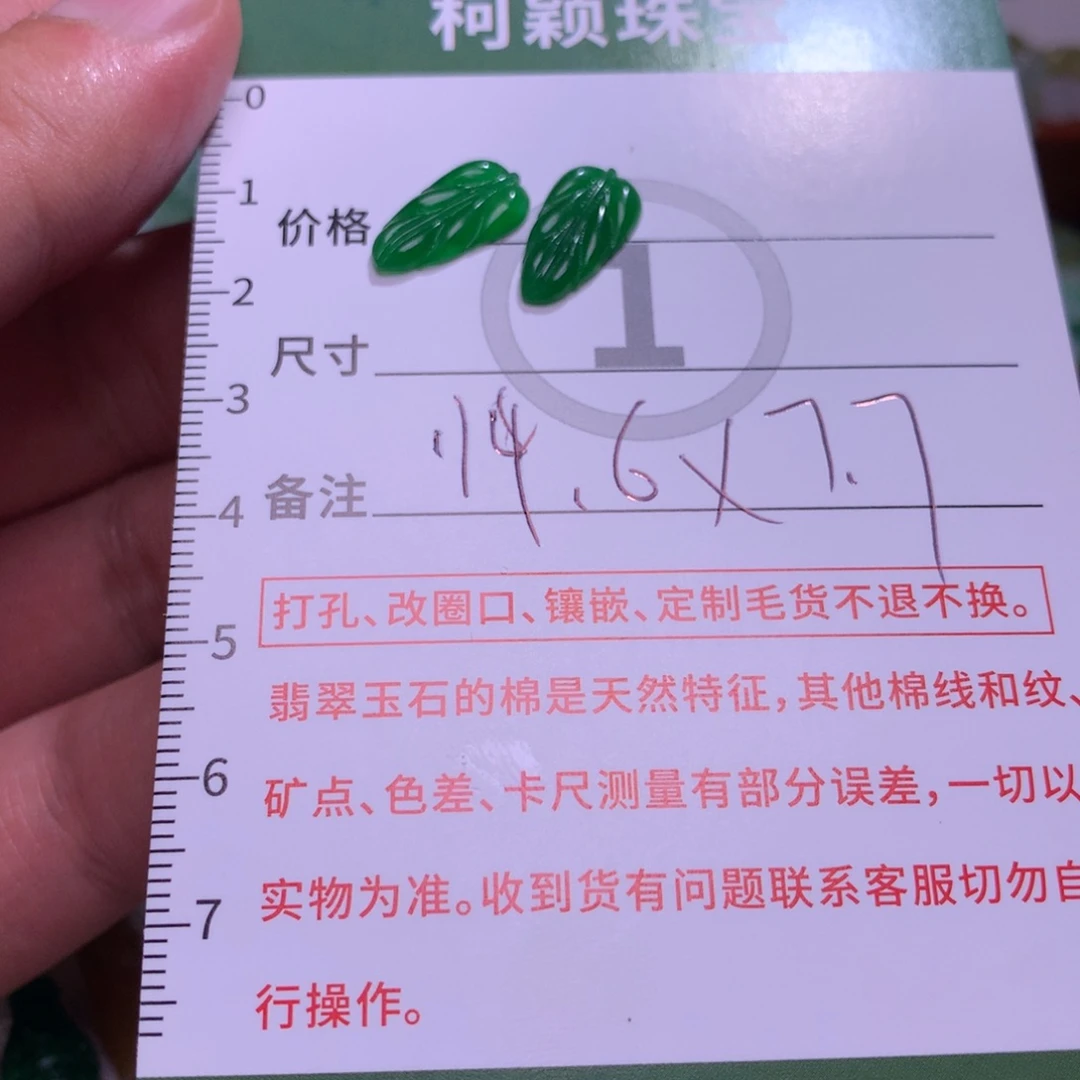 柯颖珠宝
0
1
价格
1
2
尺寸
3
14.6x7.7
4
备注
打孔、改圈口、镶嵌、定制毛货不退不换。
5
翡翠玉石的棉是天然特征,其他棉线和纹、
6
矿点、色差、卡尺测量有部分误差,一切以
实物为准。收到货有问题联系客服切勿自
7
行操作。